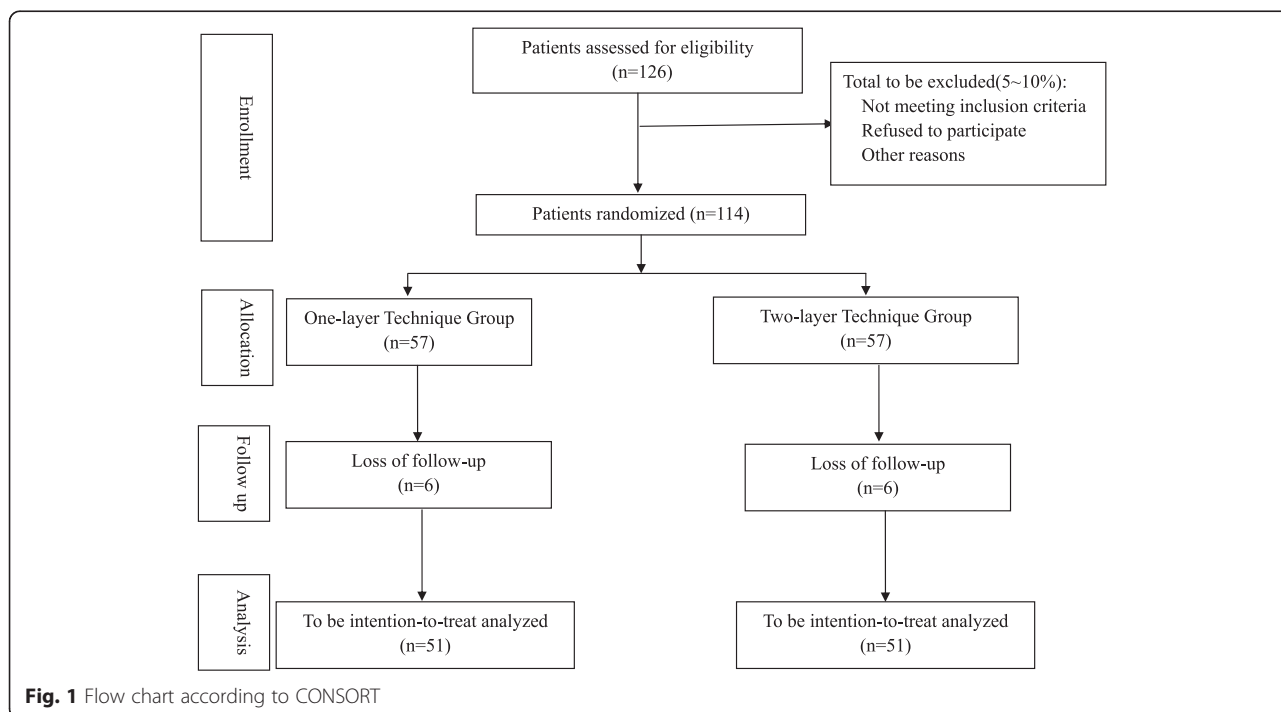 Patients assessed for eligibility
(n=126)
Total to be excluded(5~10%):
Not meeting inclusion criteria
Refused to participate
Other reasons
Enrollment
Patients randomized (n=114)
Allocation
One-layer Technique Group
(n=57)
Two-layer Technique Group
(n=57)
Follow up
Loss of follow-up
(n=6)
Loss of follow-up
(n=6)
Analysis
To be intention-to-treat analyzed
(n=51)
To be intention-to-treat analyzed
(n=51)
Fig. 1 Flow chart according to CONSORT